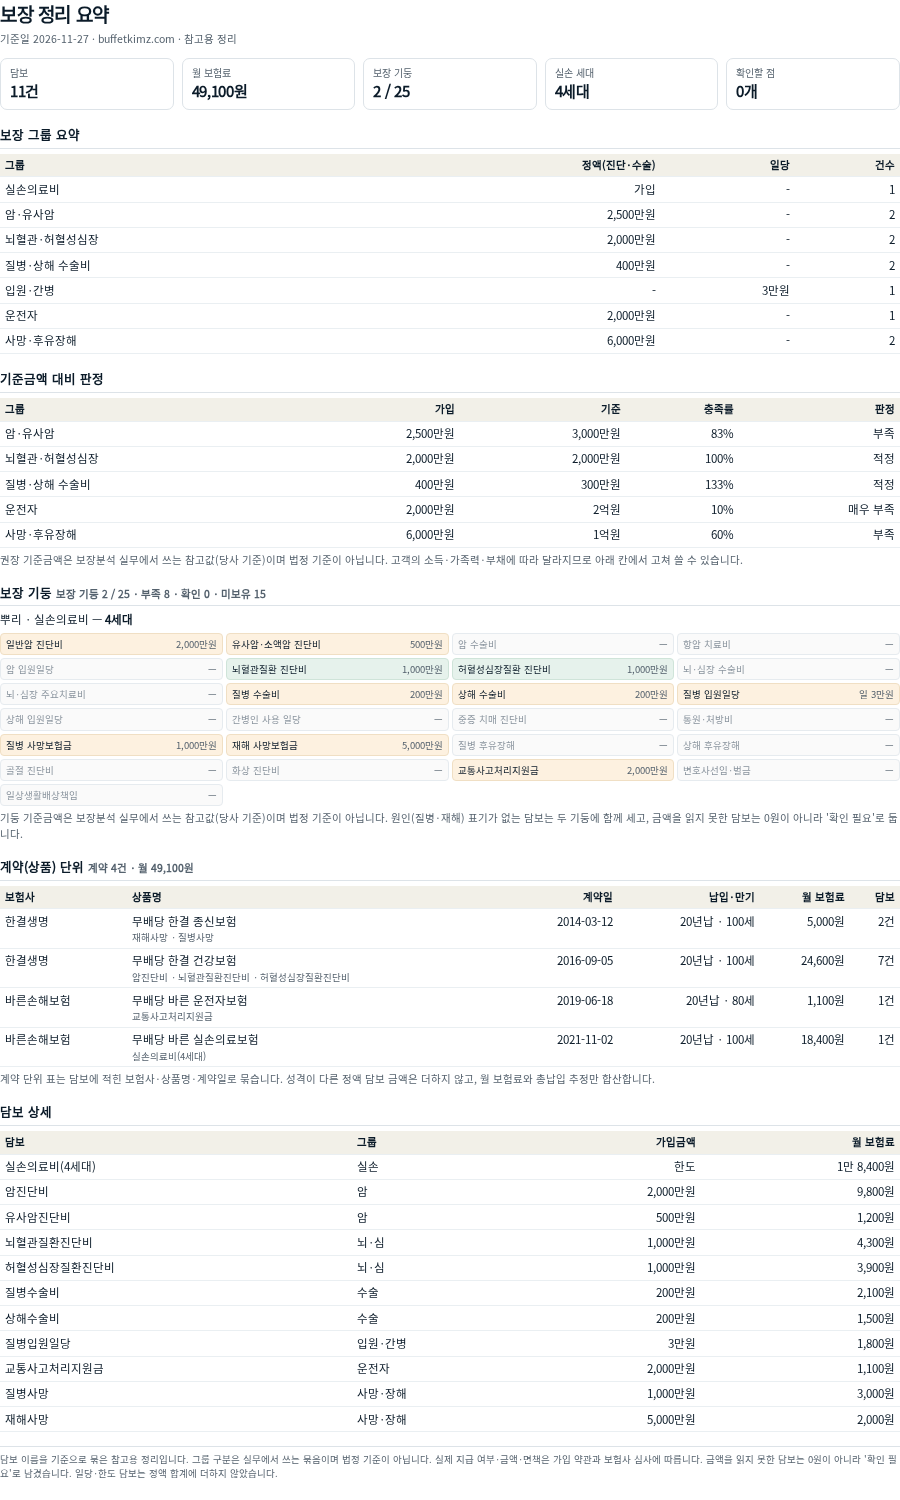 보장 정리 요약
기준일 2026-11-27 · buffetkimz.com · 참고용 정리
담보 월 보험료 보장 기둥 실손 세대 확인할 점
11건 49,100원 2 / 25 4세대 0개
보장 그룹 요약
그룹 정액(진단·수술) 일당 건수
실손의료비 가입 - 1
암·유사암 2,500만원 - 2
뇌혈관·허혈성심장 2,000만원 - 2
질병·상해 수술비 400만원 - 2
입원·간병 - 3만원 1
운전자 2,000만원 - 1
사망·후유장해 6,000만원 - 2
기준금액 대비 판정
그룹 가입 기준 충족률 판정
암·유사암 2,500만원 3,000만원 83% 부족
뇌혈관·허혈성심장 2,000만원 2,000만원 100% 적정
질병·상해 수술비 400만원 300만원 133% 적정
운전자 2,000만원 2억원 10% 매우 부족
사망·후유장해 6,000만원 1억원 60% 부족
권장 기준금액은 보장분석 실무에서 쓰는 참고값(당사 기준)이며 법정 기준이 아닙니다. 고객의 소득·가족력·부채에 따라 달라지므로 아래 칸에서 고쳐 쓸 수 있습니다.
보장 기둥 보장 기둥 2 / 25 · 부족 8 · 확인 0 · 미보유 15
뿌리 · 실손의료비 — 4세대
일반암 진단비 2,000만원 유사암·소액암 진단비 500만원 암 수술비 — 항암 치료비 —
암 입원일당 — 뇌혈관질환 진단비 1,000만원 허혈성심장질환 진단비 1,000만원 뇌·심장 수술비 —
뇌·심장 주요치료비 — 질병 수술비 200만원 상해 수술비 200만원 질병 입원일당 일 3만원
상해 입원일당 — 간병인 사용 일당 — 중증 치매 진단비 — 통원·처방비 —
질병 사망보험금 1,000만원 재해 사망보험금 5,000만원 질병 후유장해 — 상해 후유장해 —
골절 진단비 — 화상 진단비 — 교통사고처리지원금 2,000만원 변호사선임·벌금 —
일상생활배상책임 —
기둥 기준금액은 보장분석 실무에서 쓰는 참고값(당사 기준)이며 법정 기준이 아닙니다. 원인(질병·재해) 표기가 없는 담보는 두 기둥에 함께 세고, 금액을 읽지 못한 담보는 0원이 아니라 '확인 필요'로 둡
니다.
계약(상품) 단위 계약 4건 · 월 49,100원
보험사 상품명 계약일 납입·만기 월 보험료 담보
한결생명 무배당 한결 종신보험 2014-03-12 20년납 · 100세 5,000원 2건
재해사망 · 질병사망
한결생명 무배당 한결 건강보험 2016-09-05 20년납 · 100세 24,600원 7건
암진단비 · 뇌혈관질환진단비 · 허혈성심장질환진단비
바른손해보험 무배당 바른 운전자보험 2019-06-18 20년납 · 80세 1,100원 1건
교통사고처리지원금
바른손해보험 무배당 바른 실손의료보험 2021-11-02 20년납 · 100세 18,400원 1건
실손의료비(4세대)
계약 단위 표는 담보에 적힌 보험사·상품명·계약일로 묶습니다. 성격이 다른 정액 담보 금액은 더하지 않고, 월 보험료와 총납입 추정만 합산합니다.
담보 상세
담보 그룹 가입금액 월 보험료
실손의료비(4세대) 실손 한도 1만 8,400원
암진단비 암 2,000만원 9,800원
유사암진단비 암 500만원 1,200원
뇌혈관질환진단비 뇌·심 1,000만원 4,300원
허혈성심장질환진단비 뇌·심 1,000만원 3,900원
질병수술비 수술 200만원 2,100원
상해수술비 수술 200만원 1,500원
질병입원일당 입원·간병 3만원 1,800원
교통사고처리지원금 운전자 2,000만원 1,100원
질병사망 사망·장해 1,000만원 3,000원
재해사망 사망·장해 5,000만원 2,000원
담보 이름을 기준으로 묶은 참고용 정리입니다. 그룹 구분은 실무에서 쓰는 묶음이며 법정 기준이 아닙니다. 실제 지급 여부·금액·면책은 가입 약관과 보험사 심사에 따릅니다. 금액을 읽지 못한 담보는 0원이 아니라 '확인 필
요'로 남겼습니다. 일당·한도 담보는 정액 합계에 더하지 않았습니다.